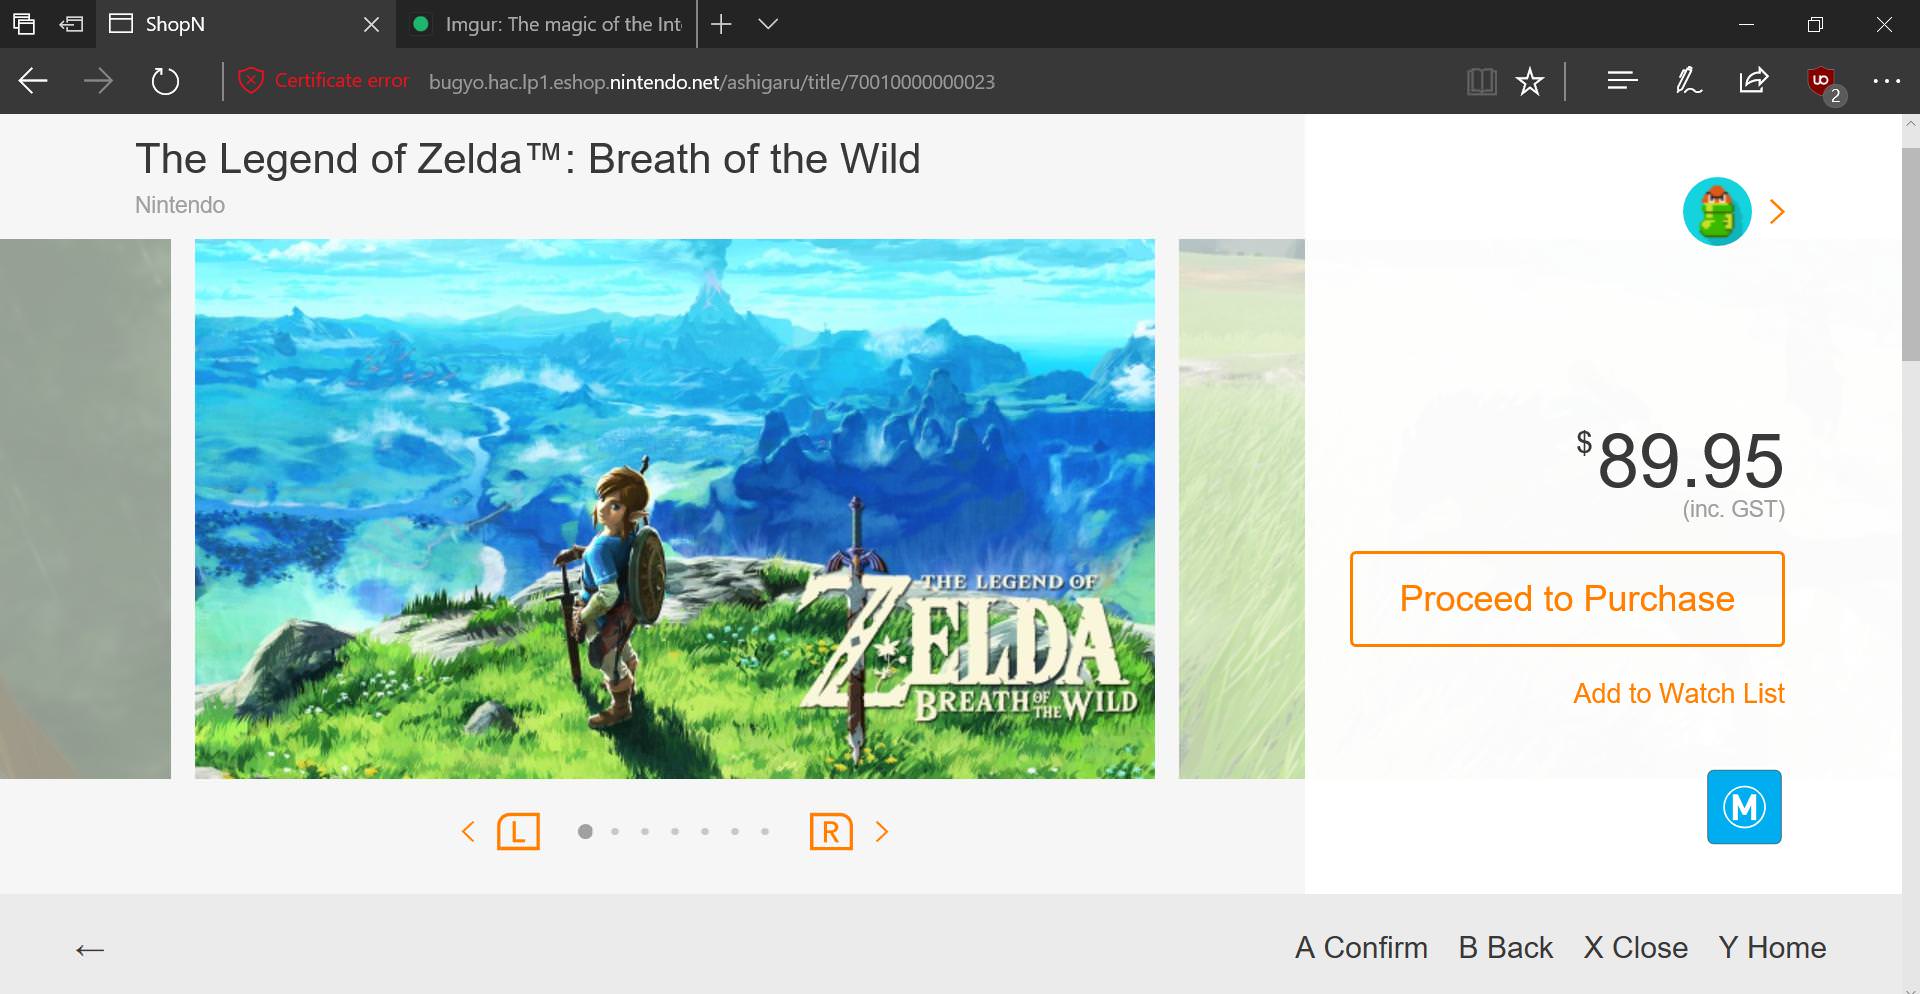 ShopN
Imgur: The magic of the Int
Certificate error
bugyo.hac.lp1.eshop.nintendo.net/ashigaru/title/70010000000023
UO
2
The Legend of Zelda™: Breath of the Wild
Nintendo
THE LEGEND OF
ZELDA
BREATH OF THE WILD
$89.95
(inc. GST)
Proceed to Purchase
Add to Watch List
M
L
R
A Confirm B Back X Close Y Home